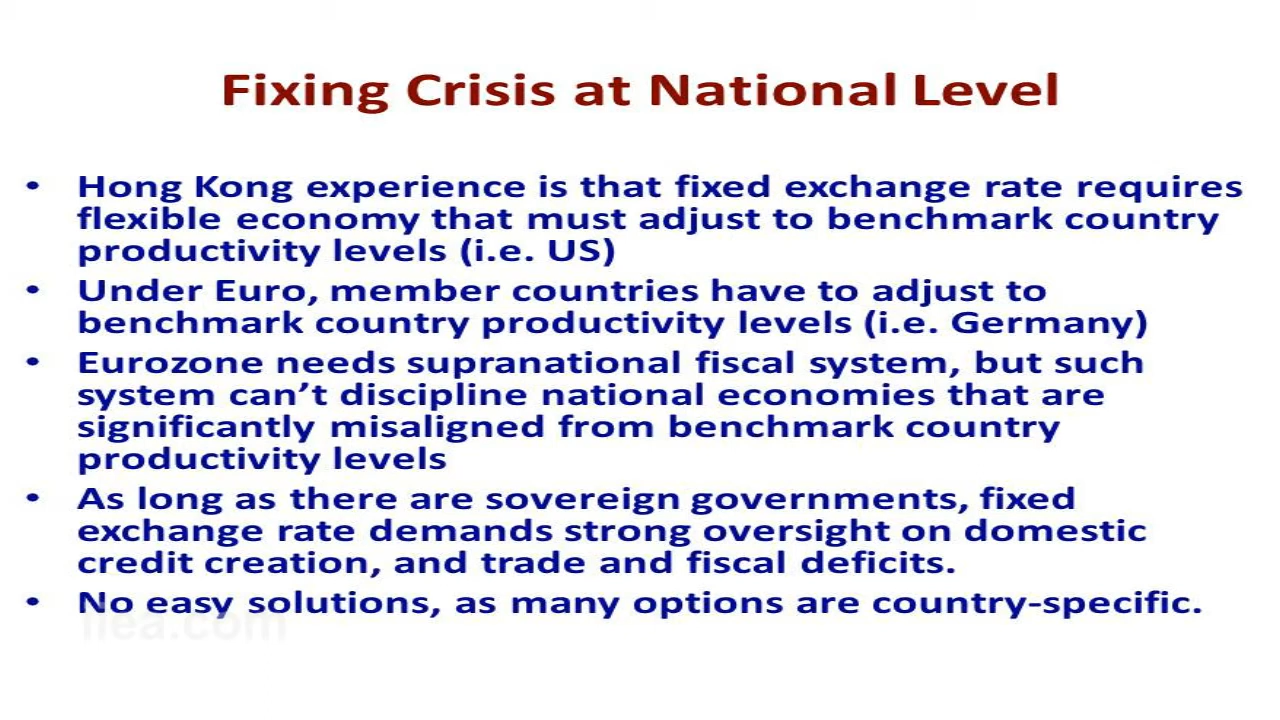 Fixing Crisis at National Level
• Hong Kong experience is that fixed exchange rate requires
flexible economy that must adjust to benchmark country
productivity levels (i.e. US)
• Under Euro, member countries have to adjust to
benchmark country productivity levels (i.e. Germany)
• Eurozone needs supranational fiscal system, but such
system can’t discipline national economies that are
significantly misaligned from benchmark country
productivity levels
• As long as there are sovereign governments, fixed
exchange rate demands strong oversight on domestic
credit creation, and trade and fiscal deficits.
• No easy solutions, as many options are country-specific.